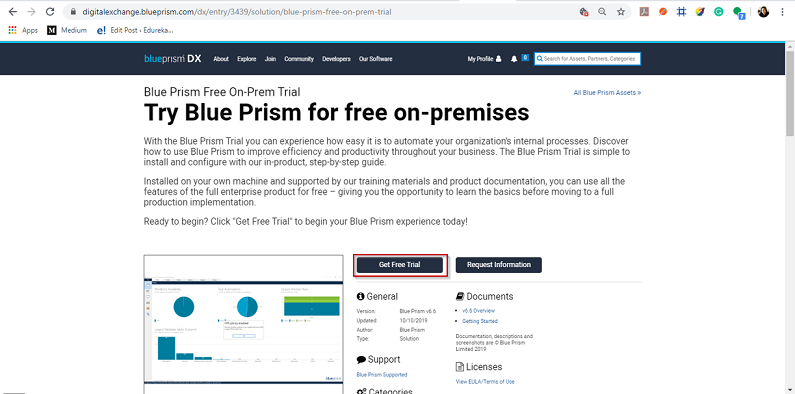 digitalexchange.blueprism.com/dx/entry/3439/solution/blue-prism-free-on-prem-trial
Apps Medium Edit Post ‹ Edureka...
blueprism DX About Explore Join Community Developers Our Software My Profile 0 Search for Assets, Partners, Categories
Blue Prism Free On-Prem Trial
All Blue Prism Assets »
Try Blue Prism for free on-premises
With the Blue Prism Trial you can experience how easy it is to automate your organization's internal processes. Discover
how to use Blue Prism to improve efficiency and productivity throughout your business. The Blue Prism Trial is simple to
install and configure with our in-product, step-by-step guide.
Installed on your own machine and supported by our training materials and product documentation, you can use all the
features of the full enterprise product for free – giving you the opportunity to learn the basics before moving to a full
production implementation.
Ready to begin? Click "Get Free Trial" to begin your Blue Prism experience today!
Get Free Trial Request Information
General
Version: Blue Prism v6.6
Updated: 10/10/2019
Author: Blue Prism
Type: Solution
Support
Blue Prism Supported
Categories
Documents
v6.6 Overview
Getting Started
Documentation, descriptions and
screenshots are © Blue Prism
Limited 2019
Licenses
View EULA/Terms of Use